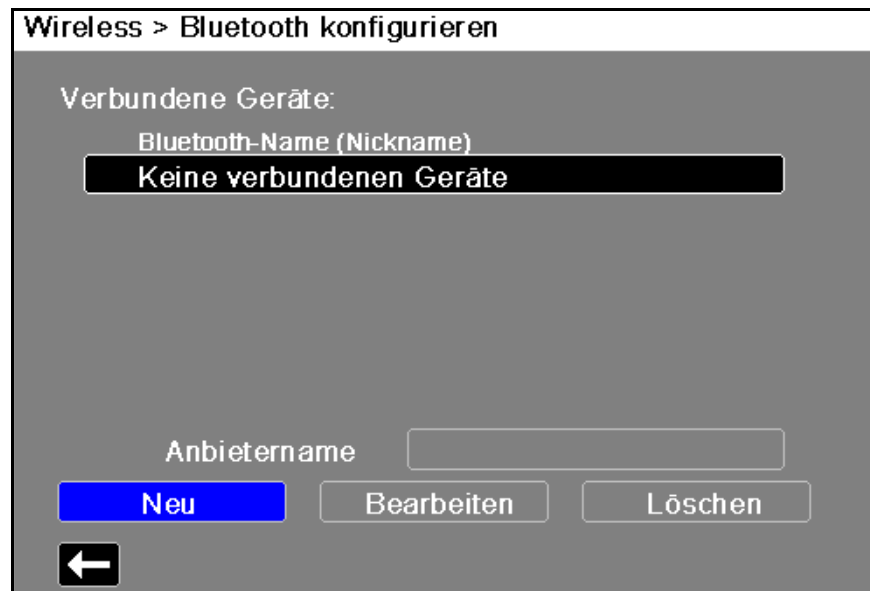 Wireless > Bluetooth konfigurieren
Verbundene Geräte:
Bluetooth-Name (Nickname)
Keine verbundenen Geräte
Anbietername
Neu Bearbeiten Löschen